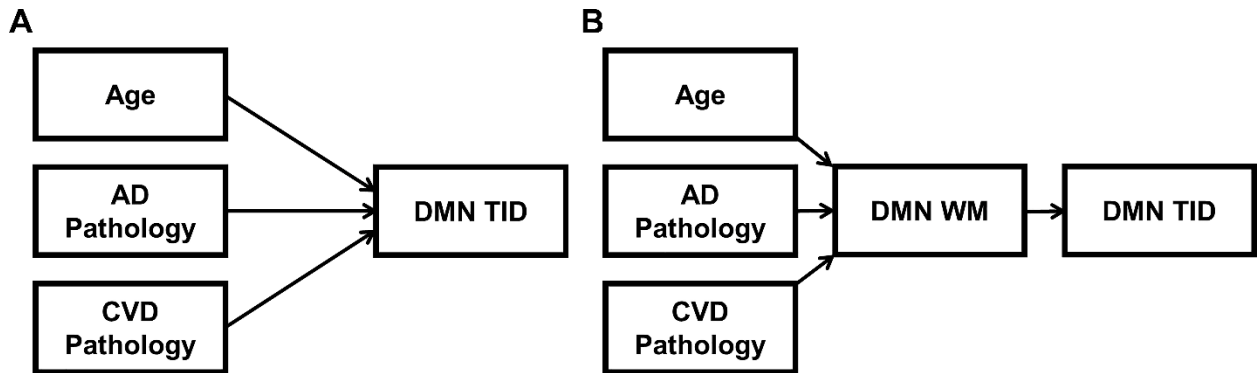 A
Age
AD
Pathology
CVD
Pathology
DMN TID
B
Age
AD
Pathology
CVD
Pathology
DMN WM
DMN TID